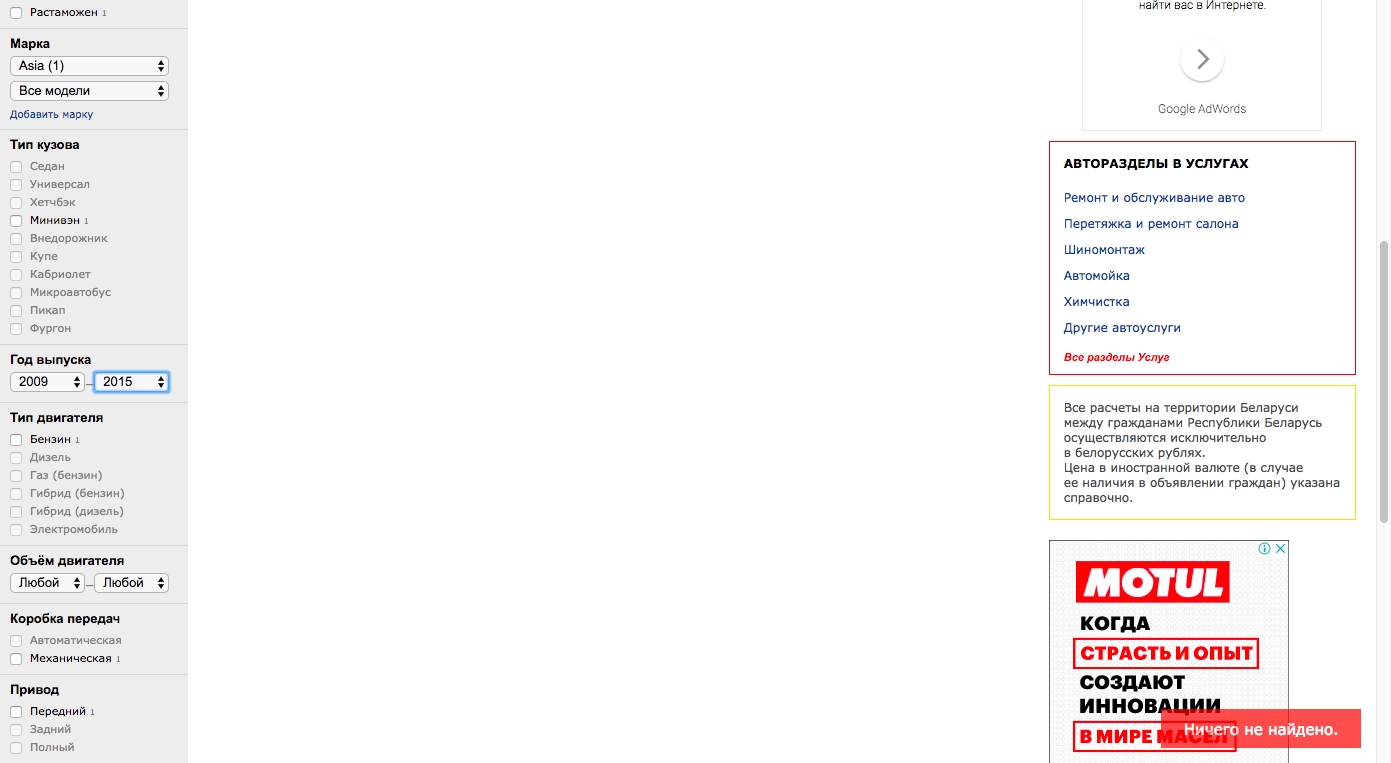 Растаможен 1
Марка
Asia (1)
Все модели
Добавить марку
Тип кузова
Седан
Универсал
Хетчбэк
Минивэн 1
Внедорожник
Купе
Кабриолет
Микроавтобус
Пикап
Фургон
Год выпуска
2009 – 2015
Тип двигателя
Бензин 1
Дизель
Газ (бензин)
Гибрид (бензин)
Гибрид (дизель)
Электромобиль
Объём двигателя
Любой – Любой
Коробка передач
Автоматическая
Механическая 1
Привод
Передний 1
Задний
Полный
найти вас в Интернете.
Google AdWords
АВТОРАЗДЕЛЫ В УСЛУГАХ
Ремонт и обслуживание авто
Перетяжка и ремонт салона
Шиномонтаж
Автомойка
Химчистка
Другие автоуслуги
Все разделы Услуг
Все расчеты на территории Беларуси
между гражданами Республики Беларусь
осуществляются исключительно
в белорусских рублях.
Цена в иностранной валюте (в случае
ее наличия в объявлении граждан) указана
справочно.
MOTUL
КОГДА
СТРАСТЬ И ОПЫТ
СОЗДАЮТ
ИННОВАЦИИ
В МИРЕ МАСЕЛ
Ничего не найдено.